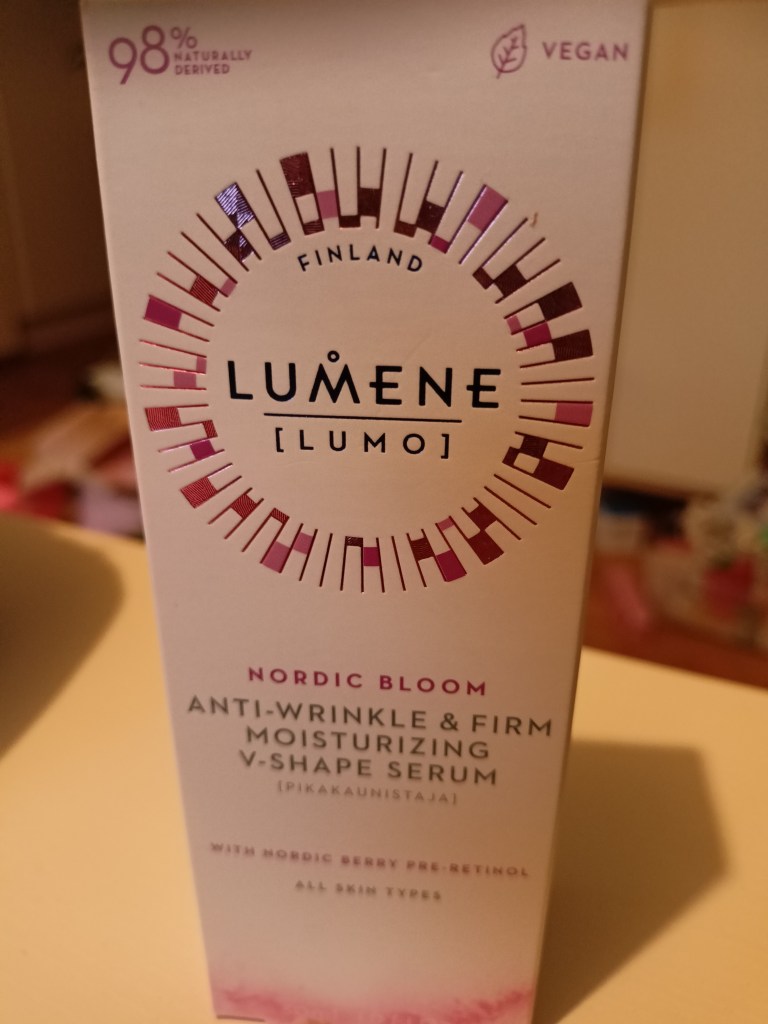 98%
NATURALLY
DERIVED
VEGAN
FINLAND
LUMENE
[LUMO]
NORDIC BLOOM
ANTI-WRINKLE & FIRM
MOISTURIZING
V-SHAPE SERUM
[PIKAKAUNISTAJA]
WITH NORDIC BERRY PRE-RETINOL
ALL SKIN TYPES